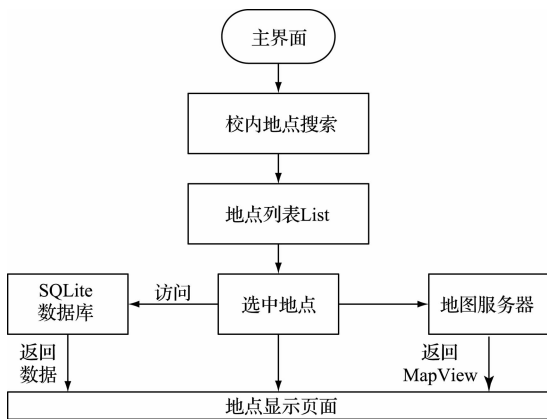 主界面
校内地点搜索
地点列表List
SQLite
数据库
访问
选中地点
地图服务器
返回
数据
返回
MapView
地点显示页面